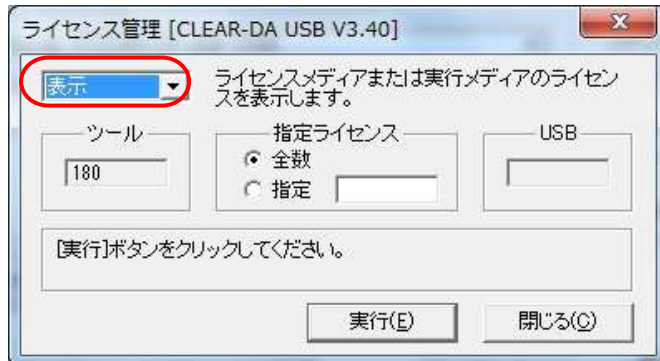 ライセンス管理 [CLEAR-DA USB V3.40]
表示
ライセンスメディアまたは実行メディアのライセン
スを表示します。
ツール
指定ライセンス
USB
180
全数
指定
[実行]ボタンをクリックしてください。
実行(E)
閉じる(C)